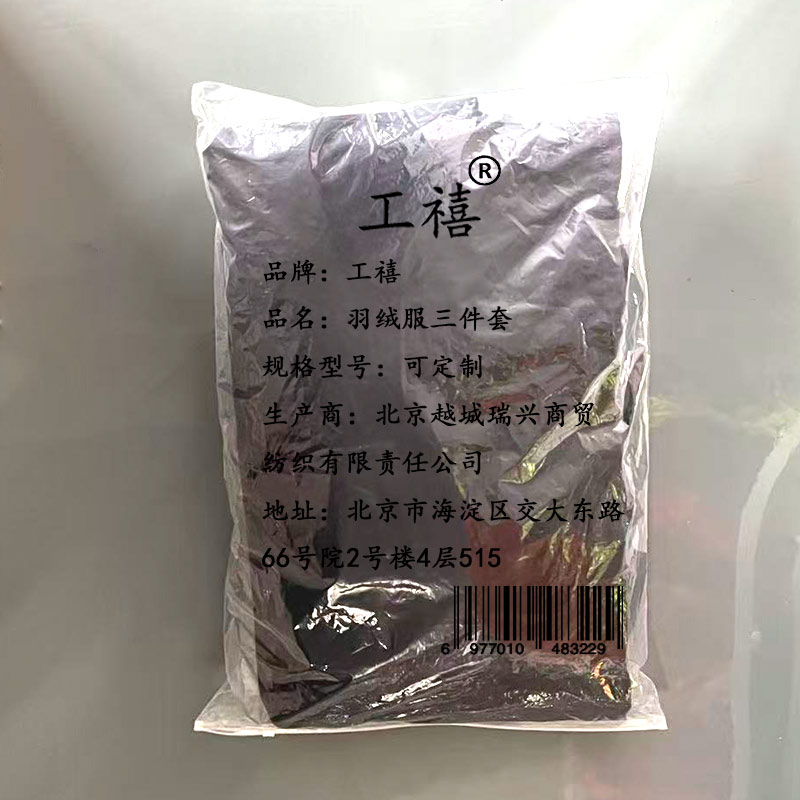 工禧®
品牌：工禧
品名：羽绒服三件套
规格型号：可定制
生产商：北京越城瑞兴商贸
纺织有限责任公司
地址：北京市海淀区交大东路
66号院2号楼4层515
6 977010 483229